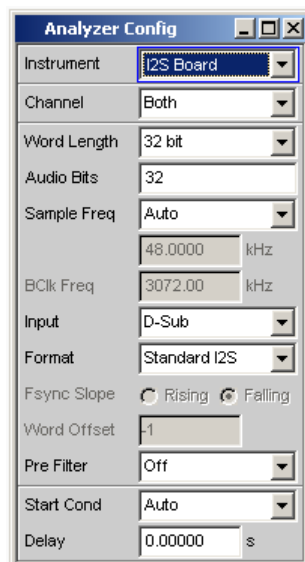 Analyzer Config
Instrument I2S Board
Channel Both
Word Length 32 bit
Audio Bits 32
Sample Freq Auto
48.0000 kHz
BClk Freq 3072.00 kHz
Input D-Sub
Format Standard I2S
Fsync Slope Rising Falling
Word Offset -1
Pre Filter Off
Start Cond Auto
Delay 0.00000 s